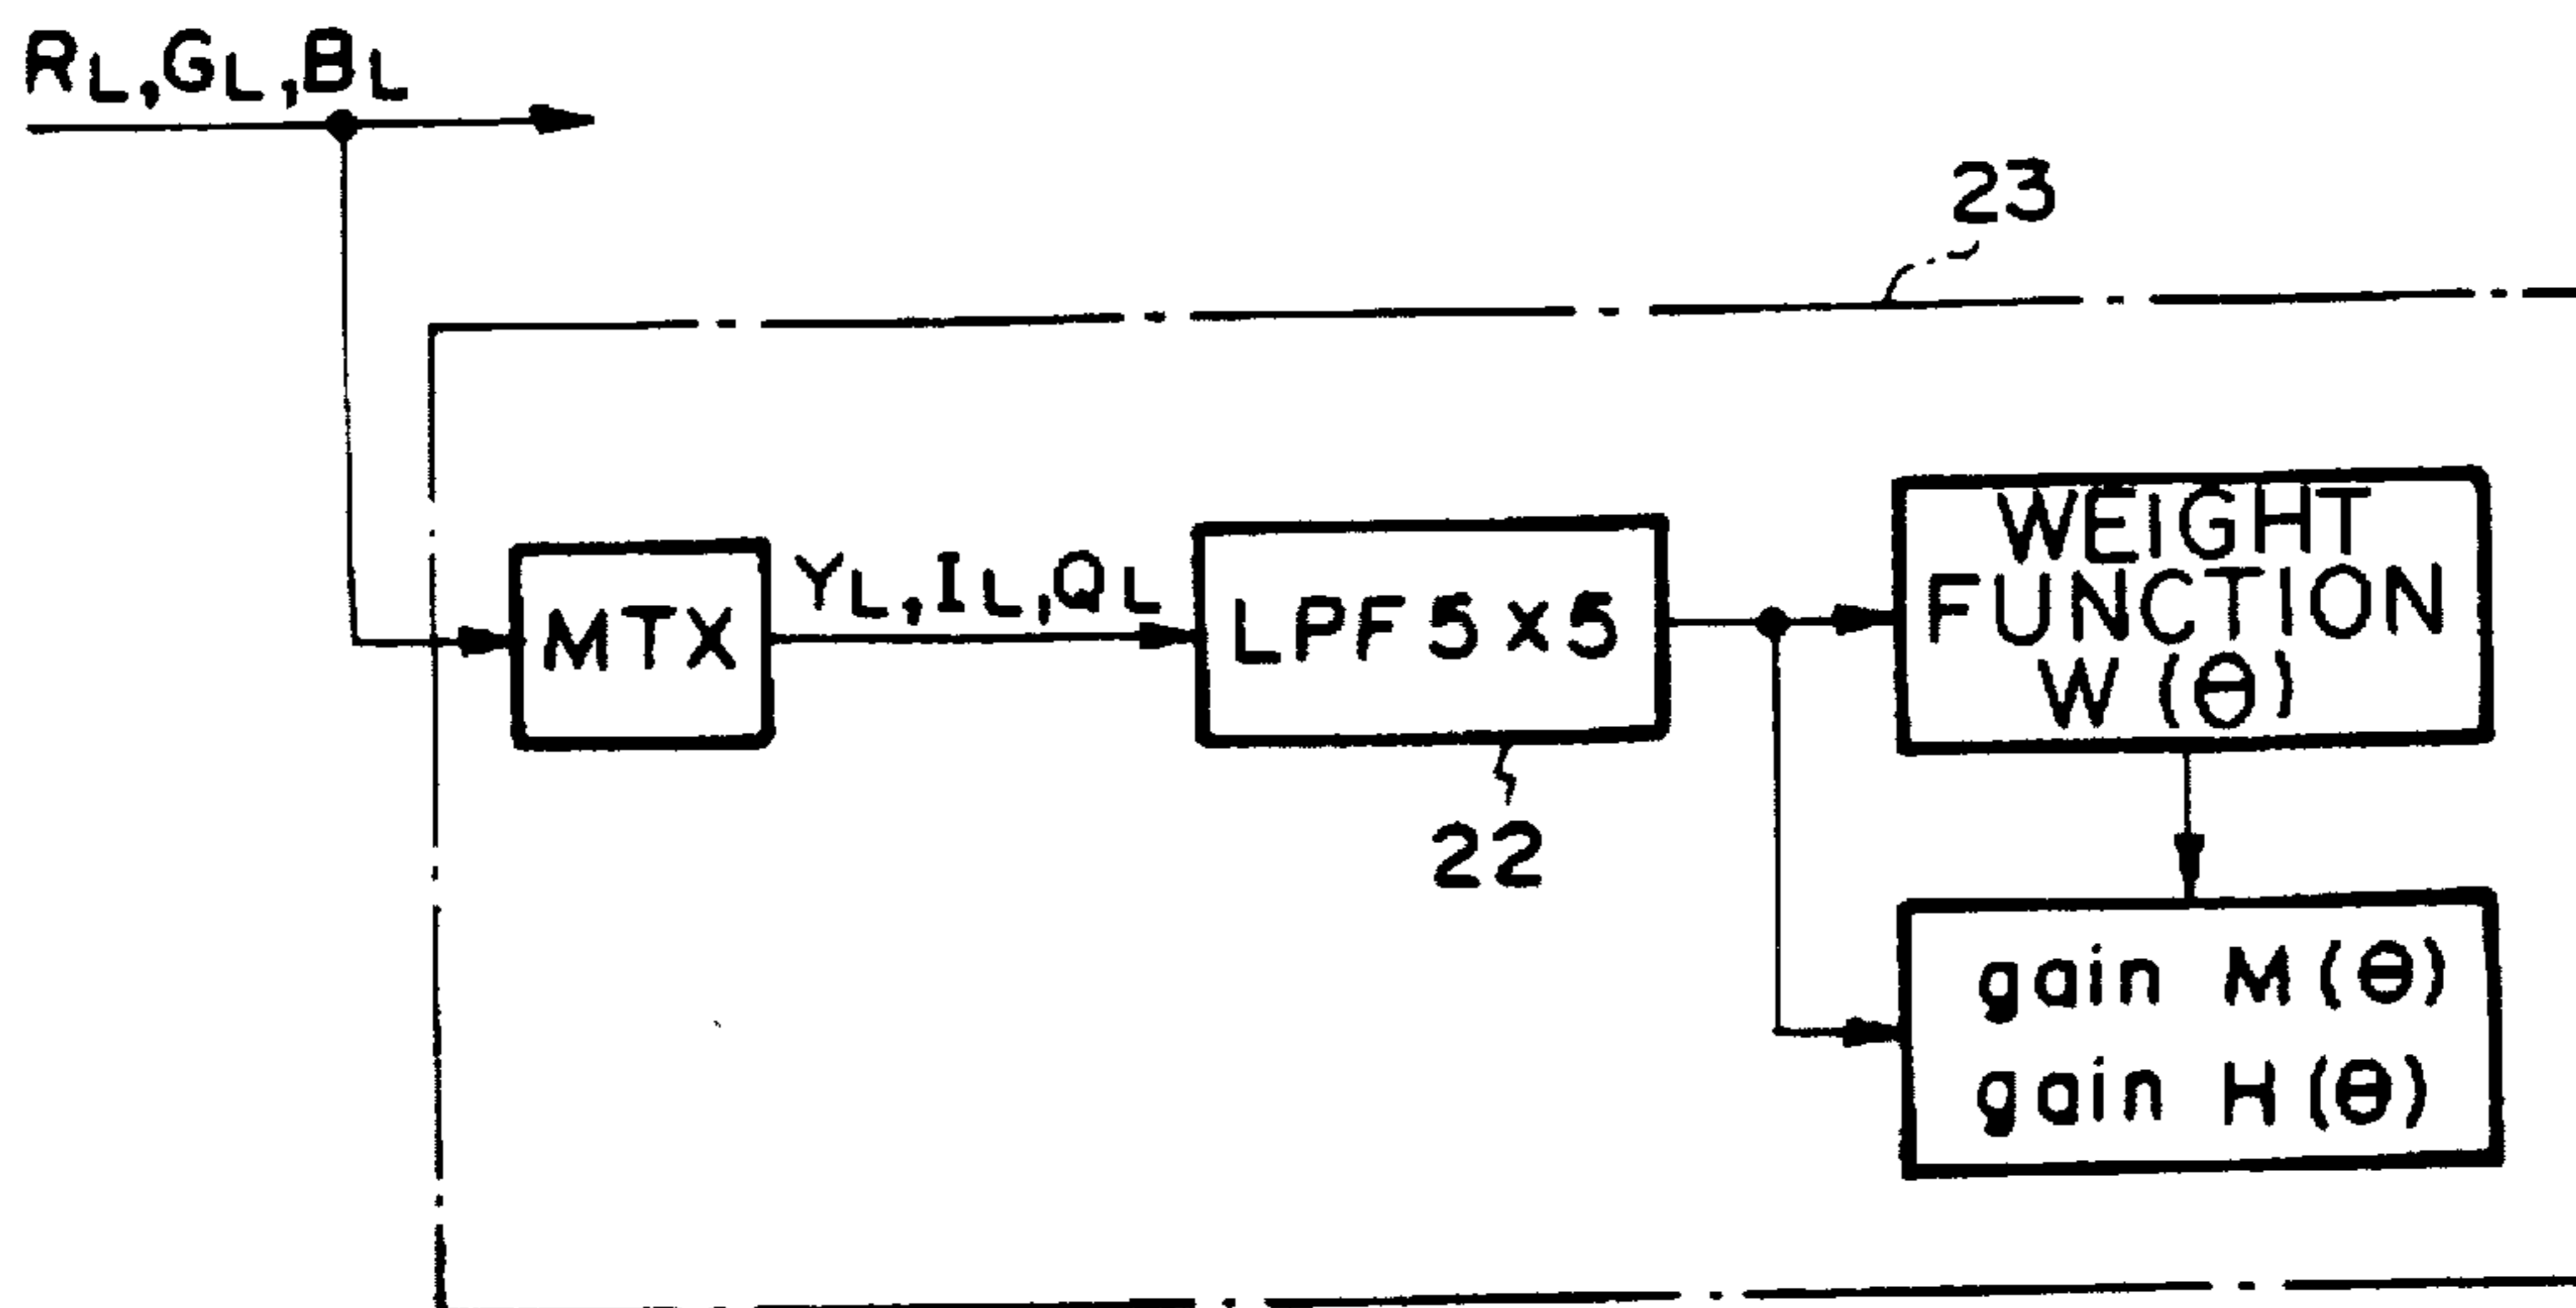 RL,GL,BL
23
MTX
YL,IL,QL
LPF 5×5
22
WEIGHT
FUNCTION
W(θ)
gain M(θ)
gain H(θ)